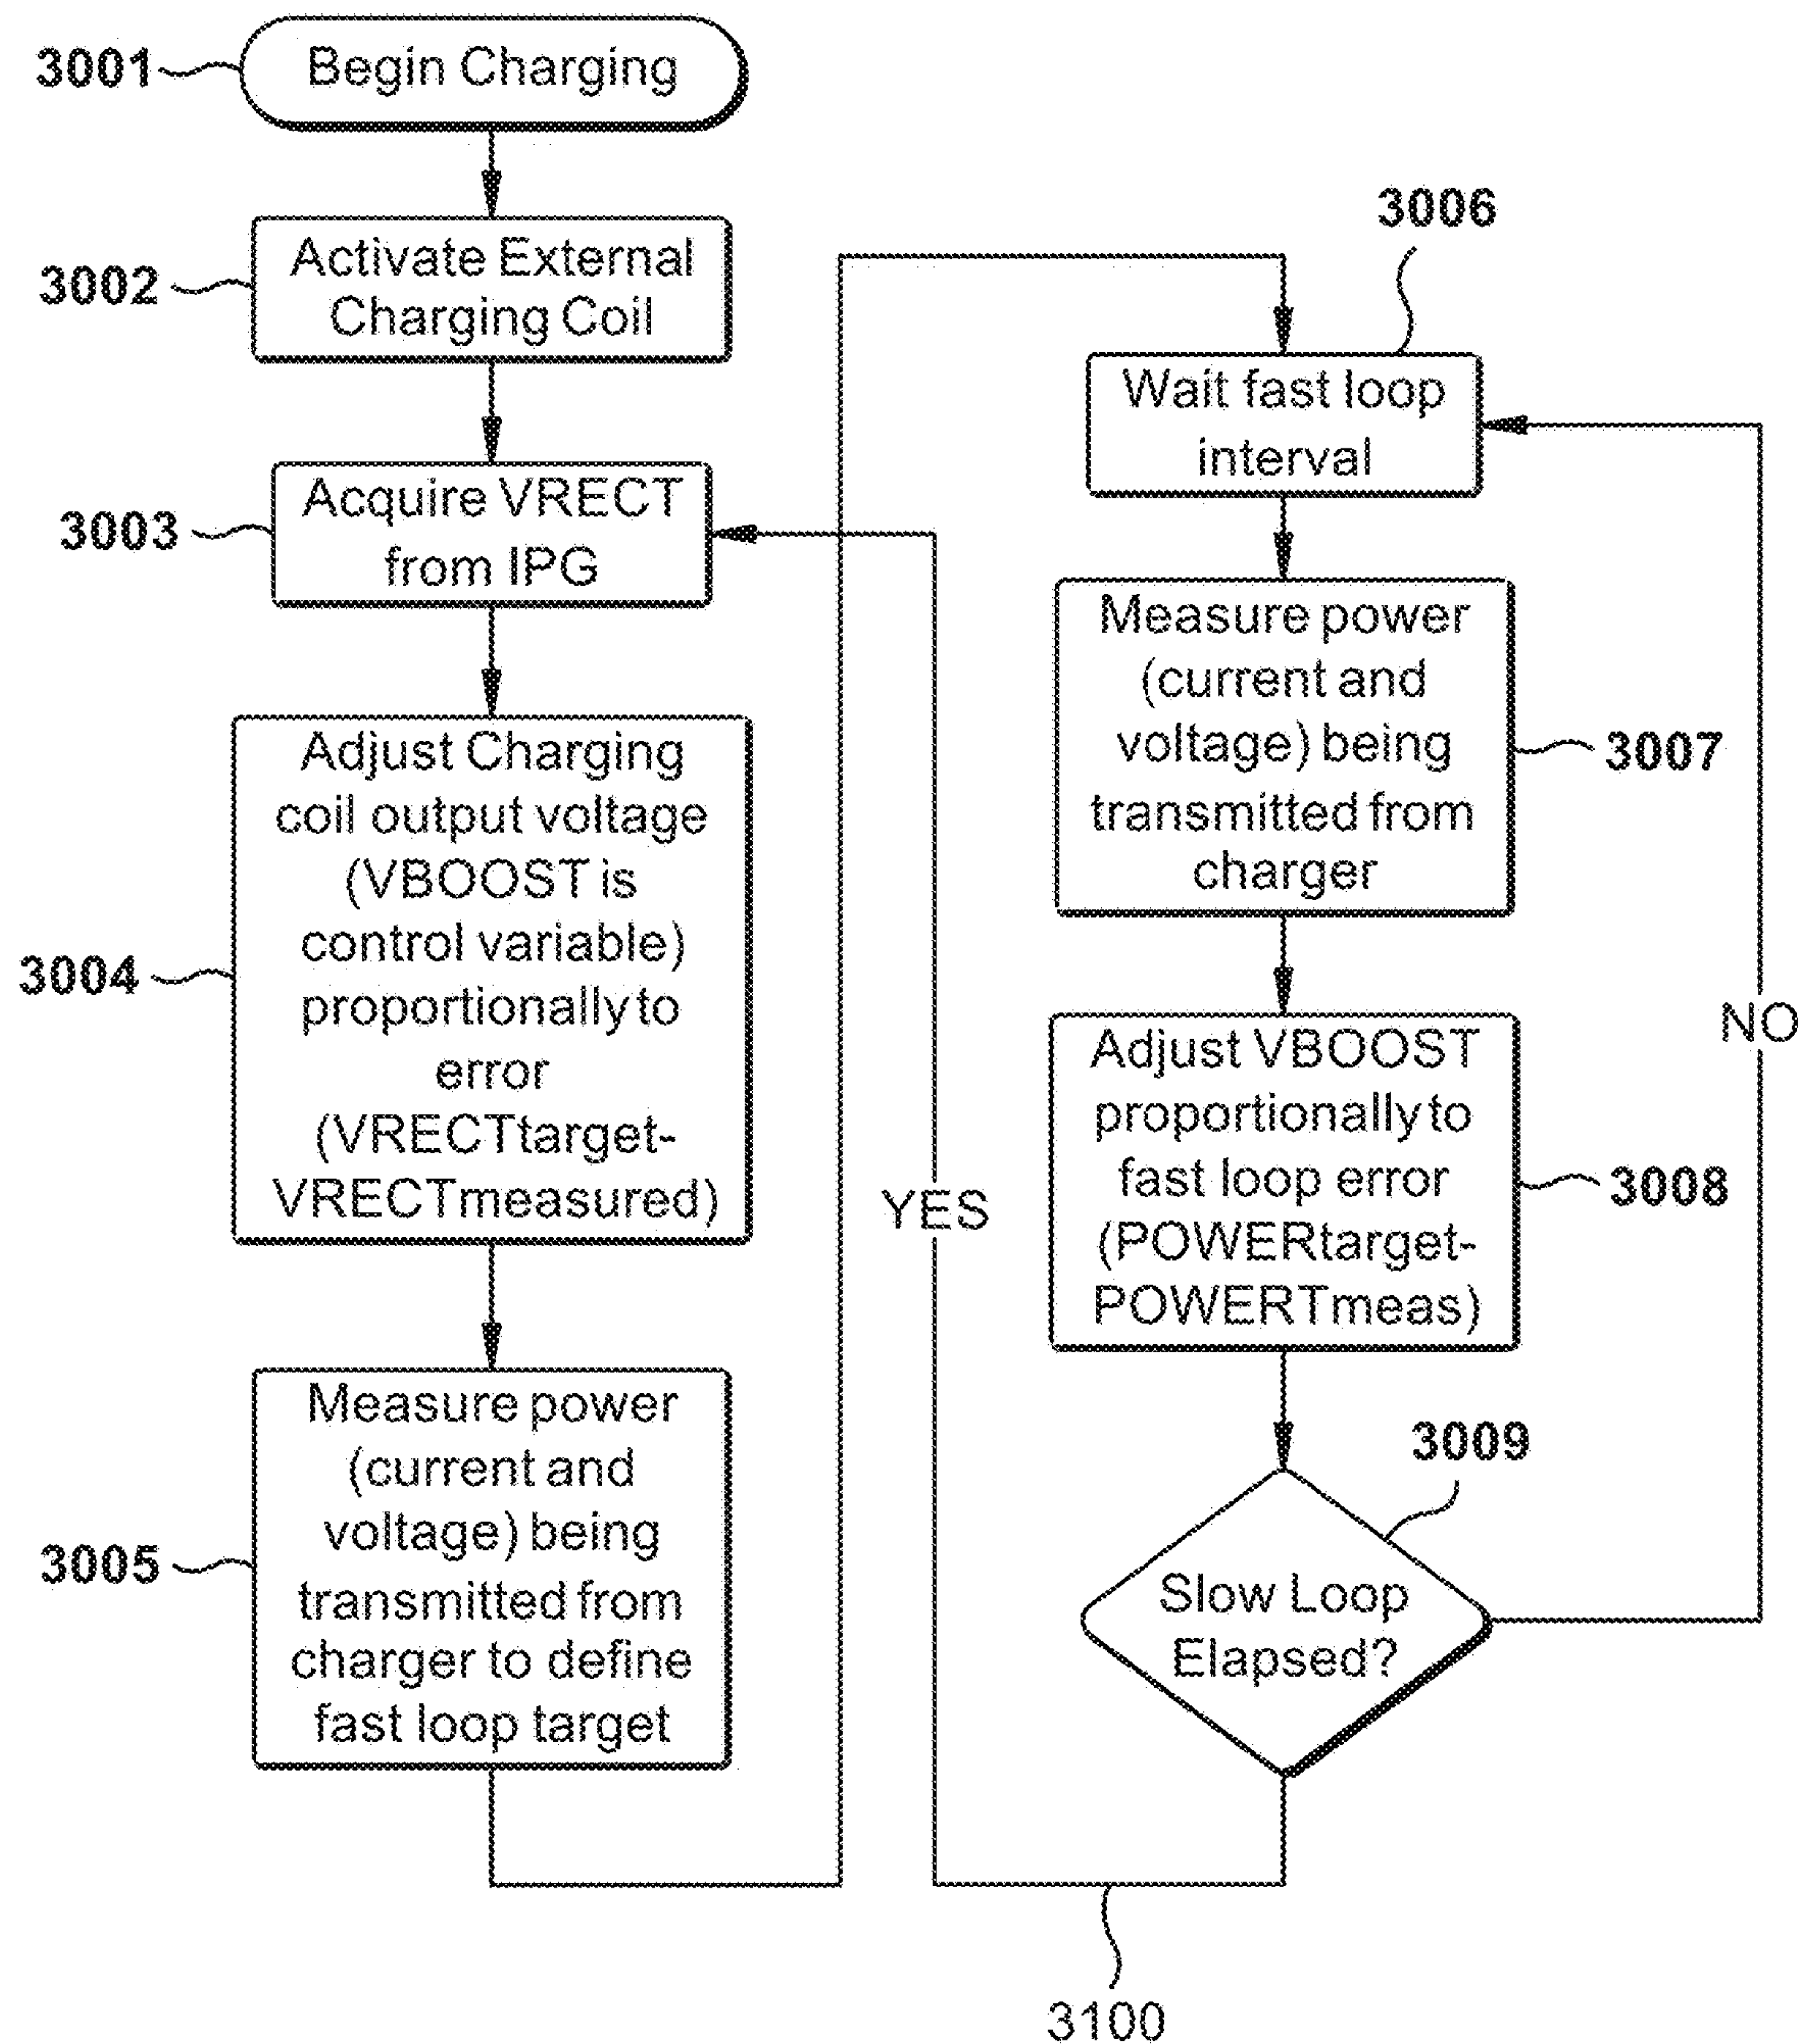 3001
Begin Charging
3002
Activate External
Charging Coil
3003
Acquire VRECT
from IPG
3004
Adjust Charging
coil output voltage
(VBOOST is
control variable)
proportionally to
error
(VRECTtarget-
VRECTmeasured)
3005
Measure power
(current and
voltage) being
transmitted from
charger to define
fast loop target
3006
Wait fast loop
interval
Measure power
(current and
voltage) being
transmitted from
charger
3007
Adjust VBOOST
proportionally to
fast loop error
(POWERtarget-
POWERTmeas)
3008
3009
Slow Loop
Elapsed?
NO
YES
3100